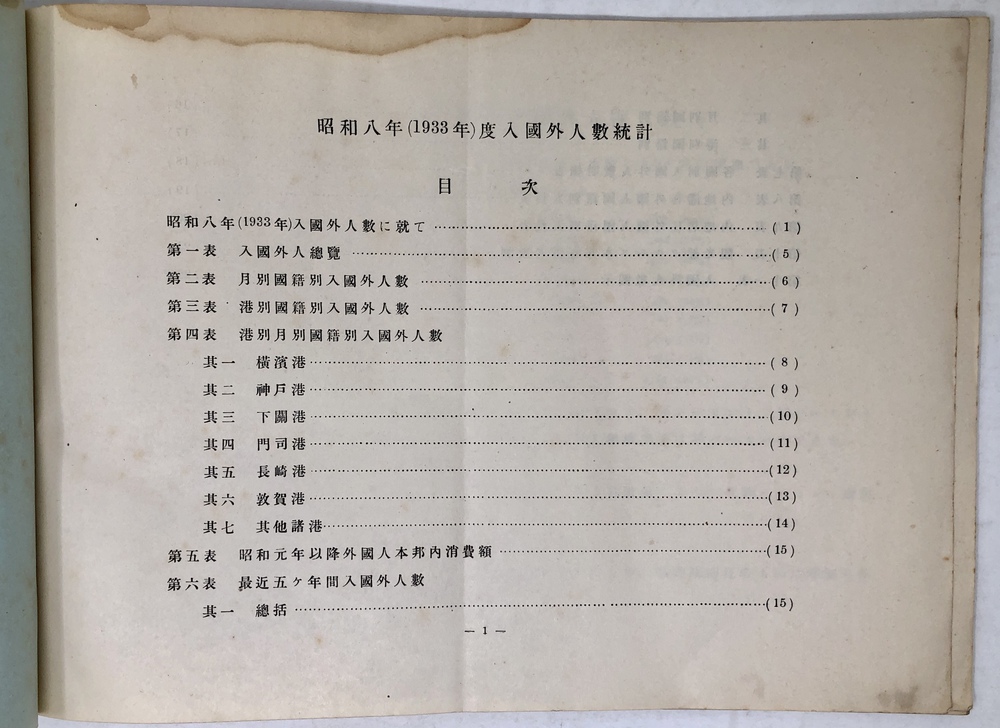 昭和八年(1933年)度入國外人數統計
目 次
昭和八年(1933年)入國外人數に就て ……………………………… (1)
第一表 入國外人總覽 ……………………………… (5)
第二表 月別國籍別入國外人數 ……………………………… (6)
第三表 港別國籍別入國外人數 ……………………………… (7)
第四表 港別月別國籍別入國外人數
其一 橫濱港 ……………………………… (8)
其二 神戸港 ……………………………… (9)
其三 下關港 ……………………………… (10)
其四 門司港 ……………………………… (11)
其五 長崎港 ……………………………… (12)
其六 敦賀港 ……………………………… (13)
其七 其他諸港 ……………………………… (14)
第五表 昭和元年以降外國人本邦內消費額 ……………………………… (15)
第六表 最近五ケ年間入國外人數
其一 總括 ……………………………… (15)
— 1 —